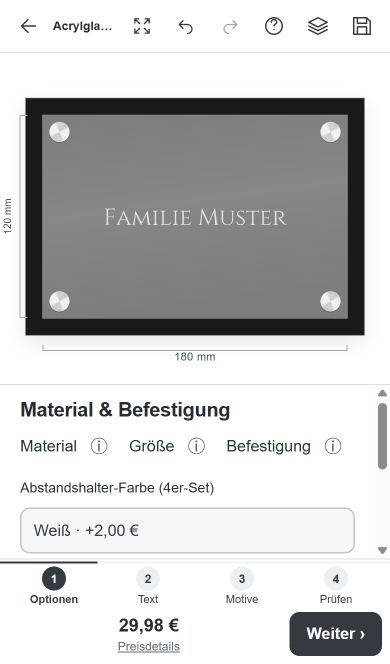 Acrylgla...
120 mm
Familie Muster
180 mm
Material & Befestigung
Material ⓘ Größe ⓘ Befestigung ⓘ
Abstandshalter-Farbe (4er-Set)
Weiß · +2,00 €
1 2 3 4
Optionen Text Motive Prüfen
29,98 €
Preisdetails
Weiter ›